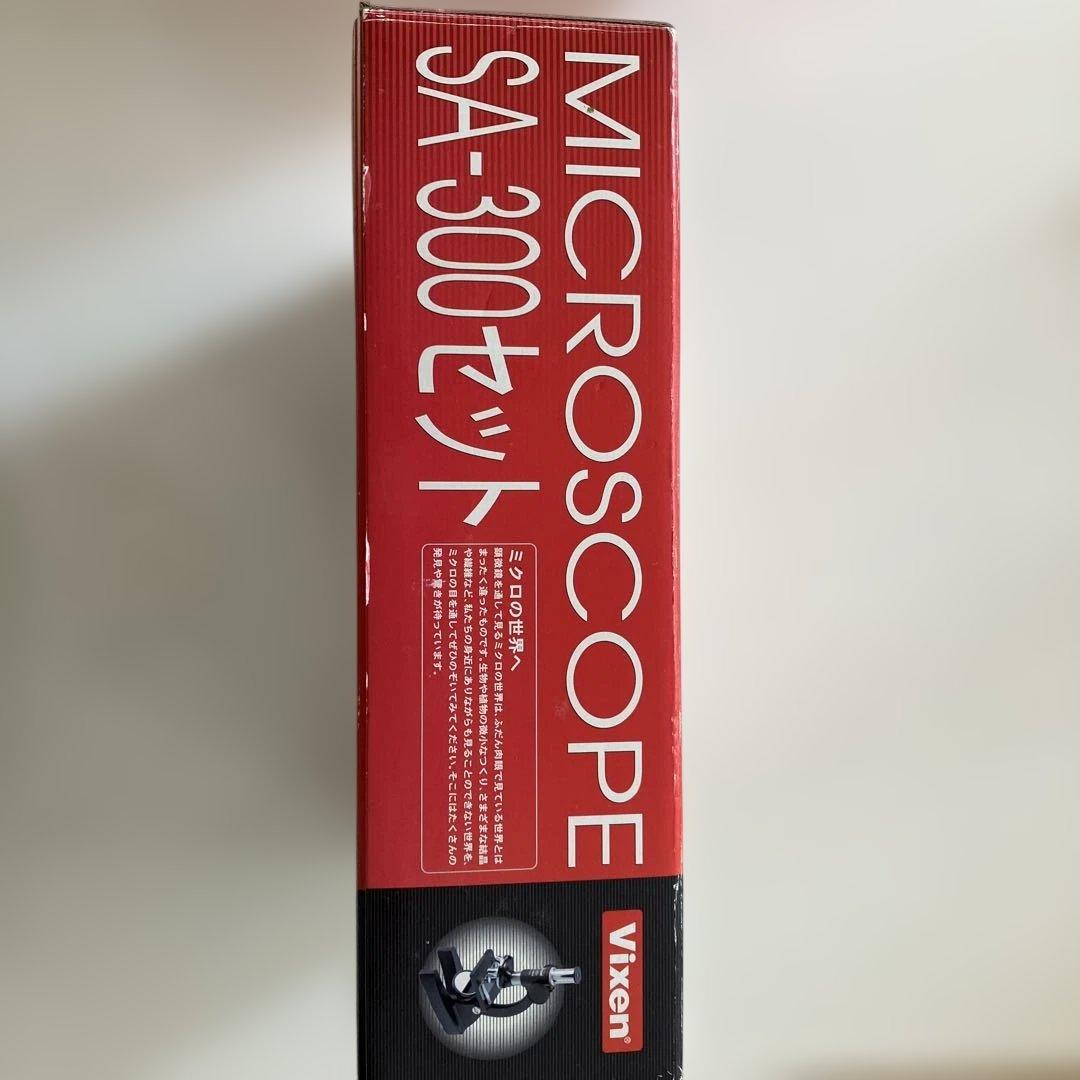 MICROSCOPE
SA-300セット
ミクロの世界へ
顕微鏡を通して見るミクロの世界は、ふだん肉眼で見ている世界とは
まったく違ったものです。生物や植物の微小なつくり、さまざまな結晶
や繊維など、私たちの身近にありながらも見ることのできない世界を、
ミクロの目を通してぜひのぞいてみてください。そこにはたくさんの
発見や驚きが待っています。
Vixen®